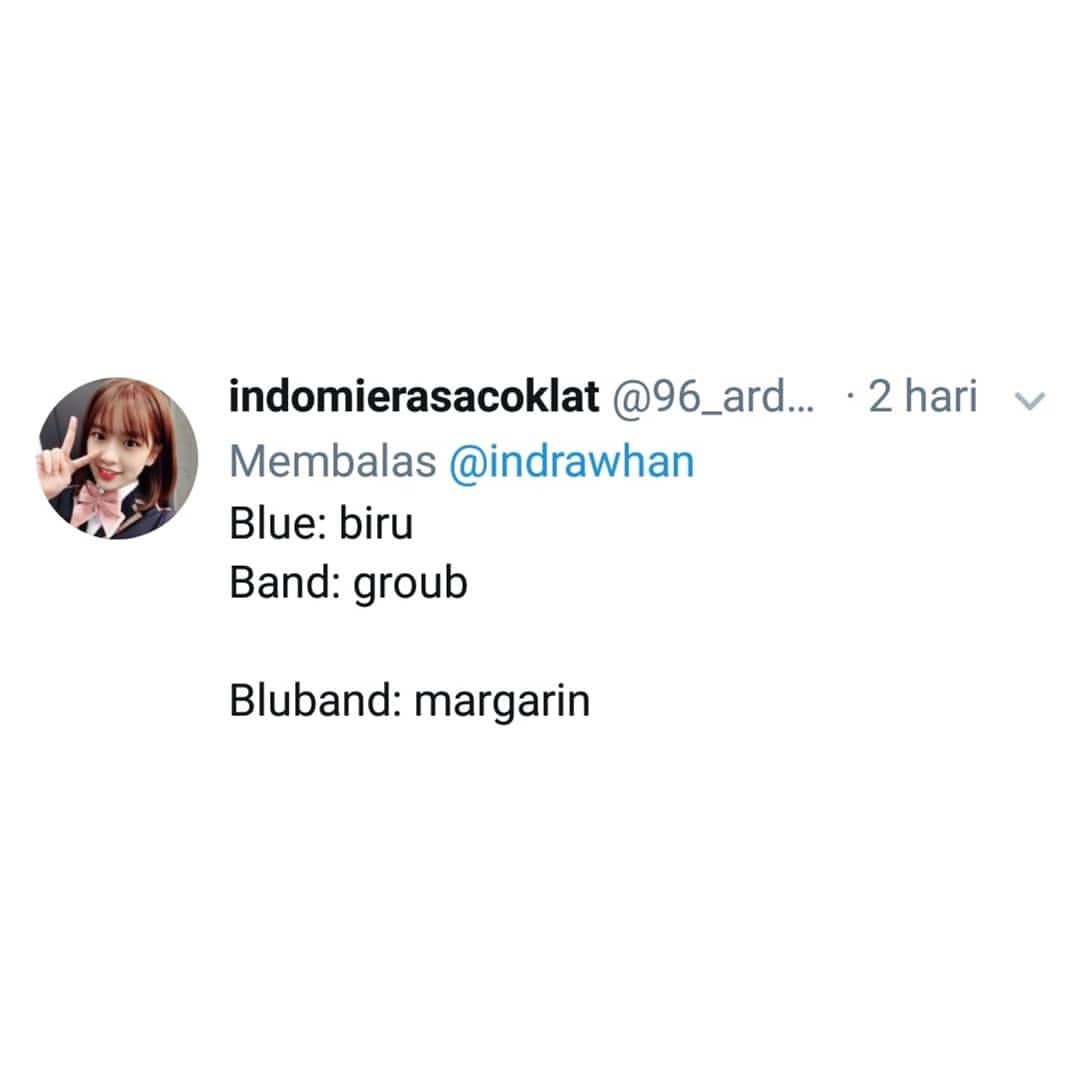 indomierasacoklat @96_ard... · 2 hari
Membalas @indrawhan
Blue: biru
Band: groub
Bluband: margarin